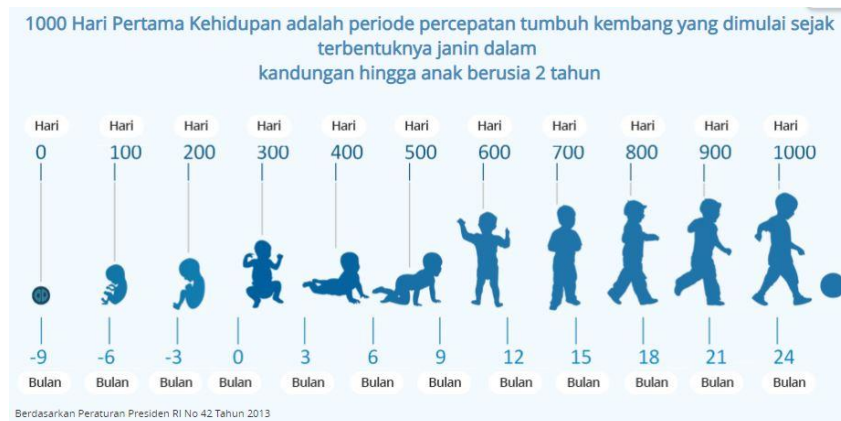 1000 Hari Pertama Kehidupan adalah periode percepatan tumbuh kembang yang dimulai sejak
terbentuknya janin dalam
kandungan hingga anak berusia 2 tahun
Hari Hari Hari Hari Hari Hari Hari Hari Hari Hari Hari
0 100 200 300 400 500 600 700 800 900 1000
-9 -6 -3 0 3 6 9 12 15 18 21 24
Bulan Bulan Bulan Bulan Bulan Bulan Bulan Bulan Bulan Bulan Bulan Bulan
Berdasarkan Peraturan Presiden RI No 42 Tahun 2013